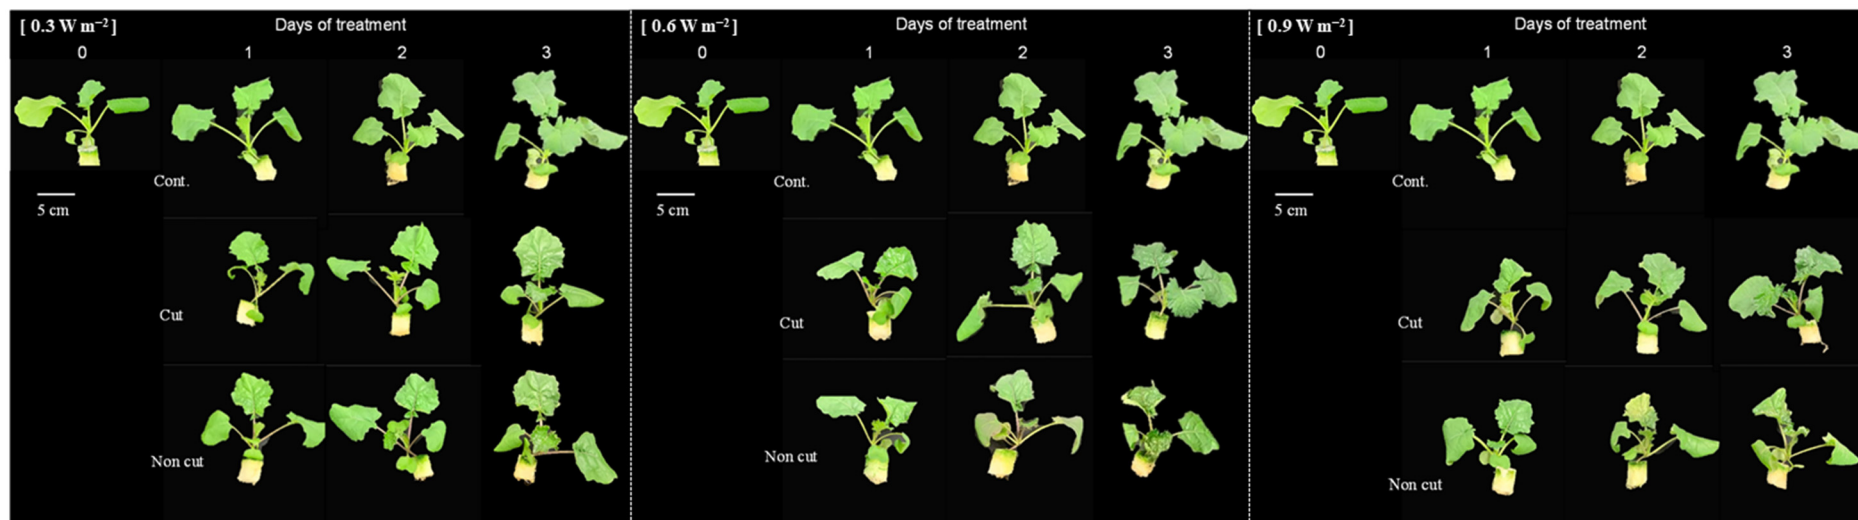 [ 0.3 W m⁻² ] Days of treatment
0 1 2 3
Cont.
5 cm
Cut
Non cut
[ 0.6 W m⁻² ] Days of treatment
0 1 2 3
Cont.
5 cm
Cut
Non cut
[ 0.9 W m⁻² ] Days of treatment
0 1 2 3
Cont.
5 cm
Cut
Non cut